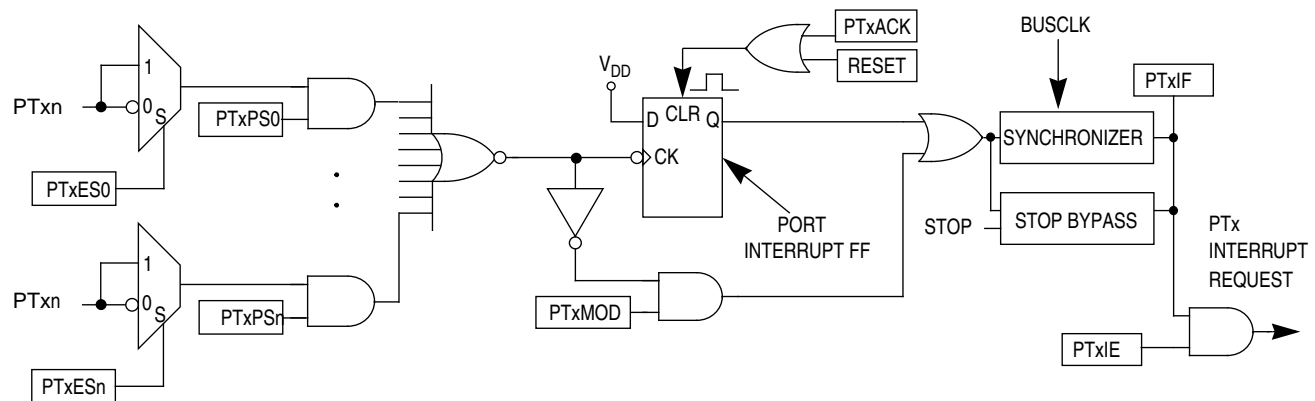 PTxn
1
0
S
PTxES0
PTxPS0
PTxn
1
0
S
PTxESn
PTxPSn
VDD
D
CLR
Q
CK
PTxACK
RESET
PORT
INTERRUPT FF
PTxMOD
BUSCLK
SYNCHRONIZER
STOP
STOP BYPASS
PTxIF
PTx
INTERRUPT
REQUEST
PTxIE